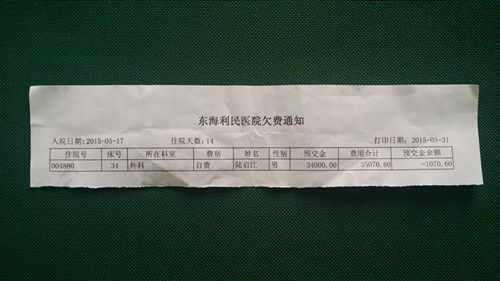 东海利民医院欠费通知
入院日期:2015-05-17 住院天数:14 打印日期:2015-05-31
住院号 床号 所在科室 费别 姓名 性别 预交金 费用合计 预交金余额
004880 34 外科 自费 陆启江 男 34000.00 35070.60 -1070.60